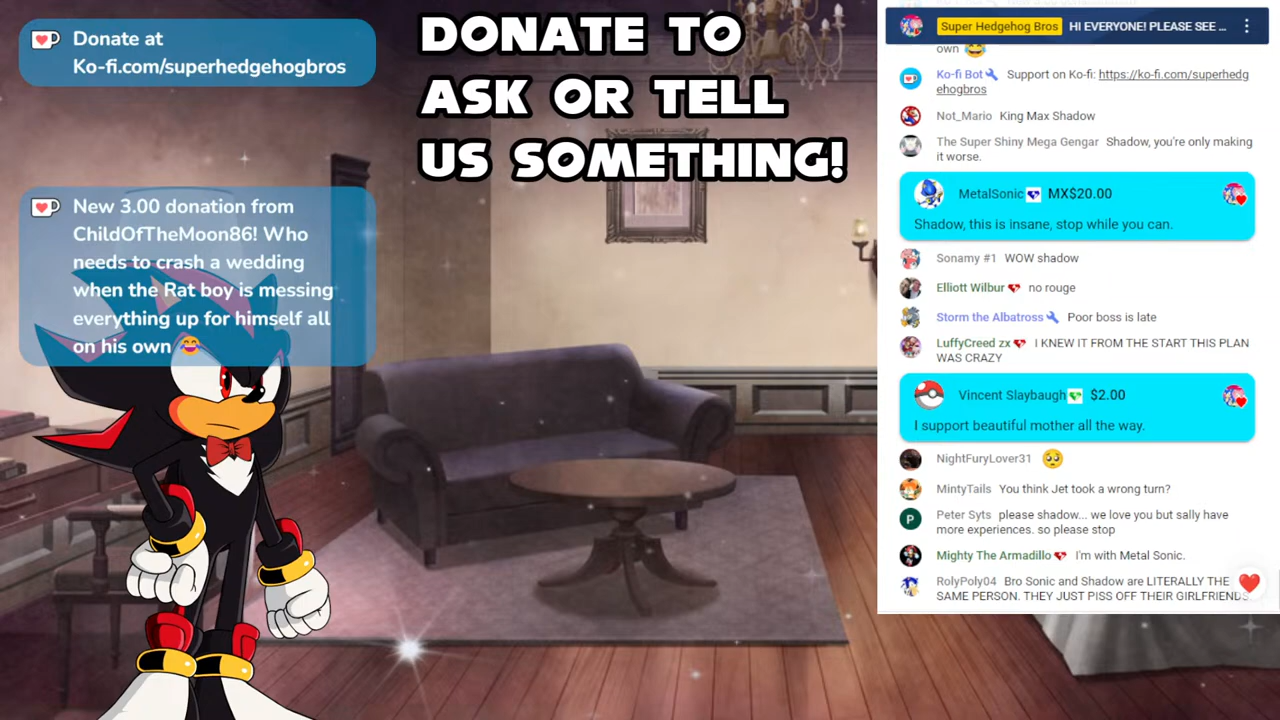 Donate at
Ko-fi.com/superhedgehogbros
New 3.00 donation from
ChildOfTheMoon86! Who
needs to crash a wedding
when the Rat boy is messing
everything up for himself all
on his own 😂
DONATE TO
ASK OR TELL
US SOMETHING!
Super Hedgehog Bros HI EVERYONE! PLEASE SEE ...
own 😂
Ko-fi Bot Support on Ko-fi: https://ko-fi.com/superhedg
ehogbros
Not_Mario King Max Shadow
The Super Shiny Mega Gengar Shadow, you're only making
it worse.
MetalSonic MX$20.00
Shadow, this is insane, stop while you can.
Sonamy #1 WOW shadow
Elliott Wilbur no rouge
Storm the Albatross Poor boss is late
LuffyCreed zx I KNEW IT FROM THE START THIS PLAN
WAS CRAZY
Vincent Slaybaugh $2.00
I support beautiful mother all the way.
NightFuryLover31 🥺
MintyTails You think Jet took a wrong turn?
P
Peter Syts please shadow... we love you but sally have
more experiences. so please stop
Mighty The Armadillo I'm with Metal Sonic.
RolyPoly04 Bro Sonic and Shadow are LITERALLY THE
SAME PERSON. THEY JUST PISS OFF THEIR GIRLFRIENDS